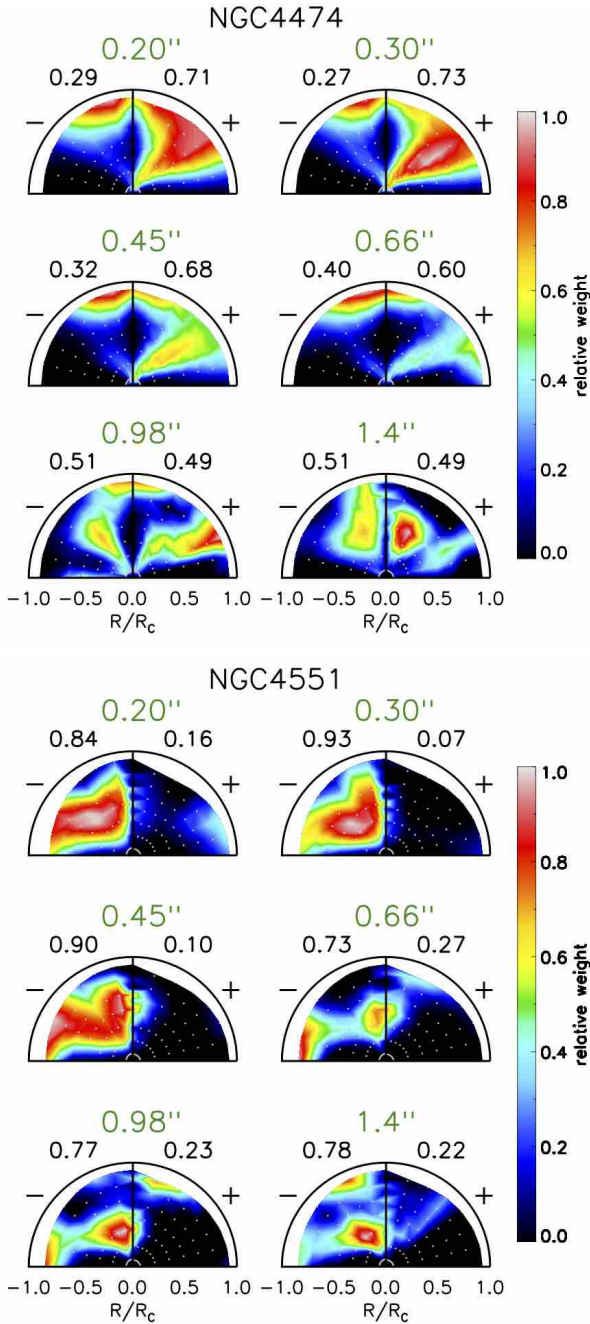 NGC4474
0.20" 0.30"
0.29 0.71 0.27 0.73
− + − +
1.0
0.8
0.6
0.4
0.2
0.0
relative weight
0.45" 0.66"
0.32 0.68 0.40 0.60
− + − +
0.98" 1.4"
0.51 0.49 0.51 0.49
− + − +
−1.0 −0.5 0.0 0.5 1.0 −1.0 −0.5 0.0 0.5 1.0
R/Rc R/Rc
NGC4551
0.20" 0.30"
0.84 0.16 0.93 0.07
− + − +
1.0
0.8
0.6
0.4
0.2
0.0
relative weight
0.45" 0.66"
0.90 0.10 0.73 0.27
− + − +
0.98" 1.4"
0.77 0.23 0.78 0.22
− + − +
−1.0 −0.5 0.0 0.5 1.0 −1.0 −0.5 0.0 0.5 1.0
R/Rc R/Rc